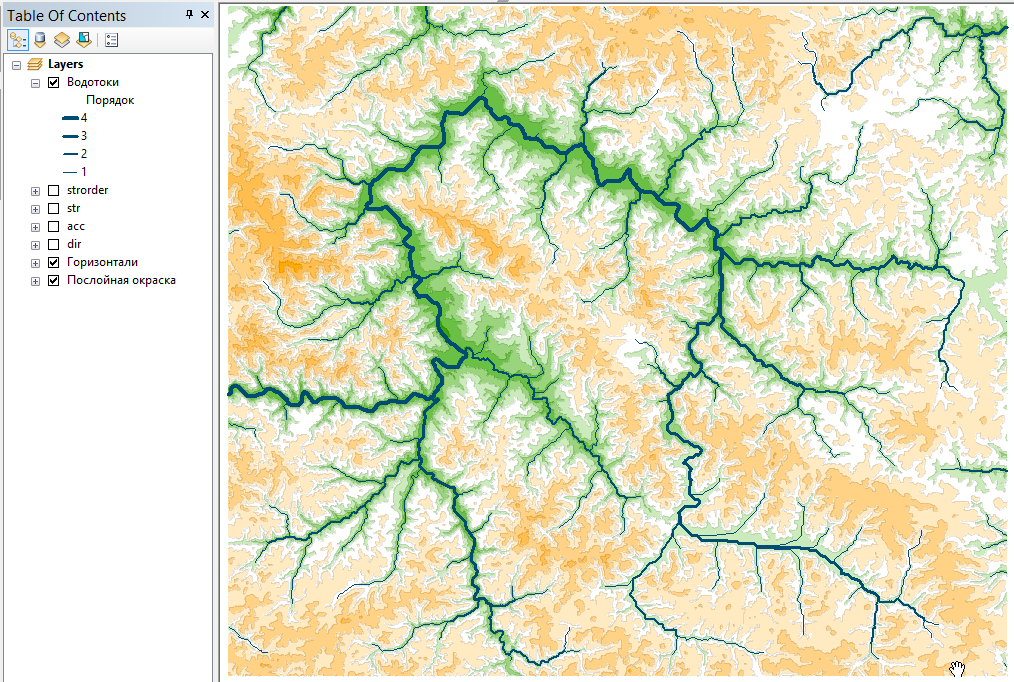 Table Of Contents
Layers
Водотоки
Порядок
4
3
2
1
strorder
str
acc
dir
Горизонтали
Послойная окраска